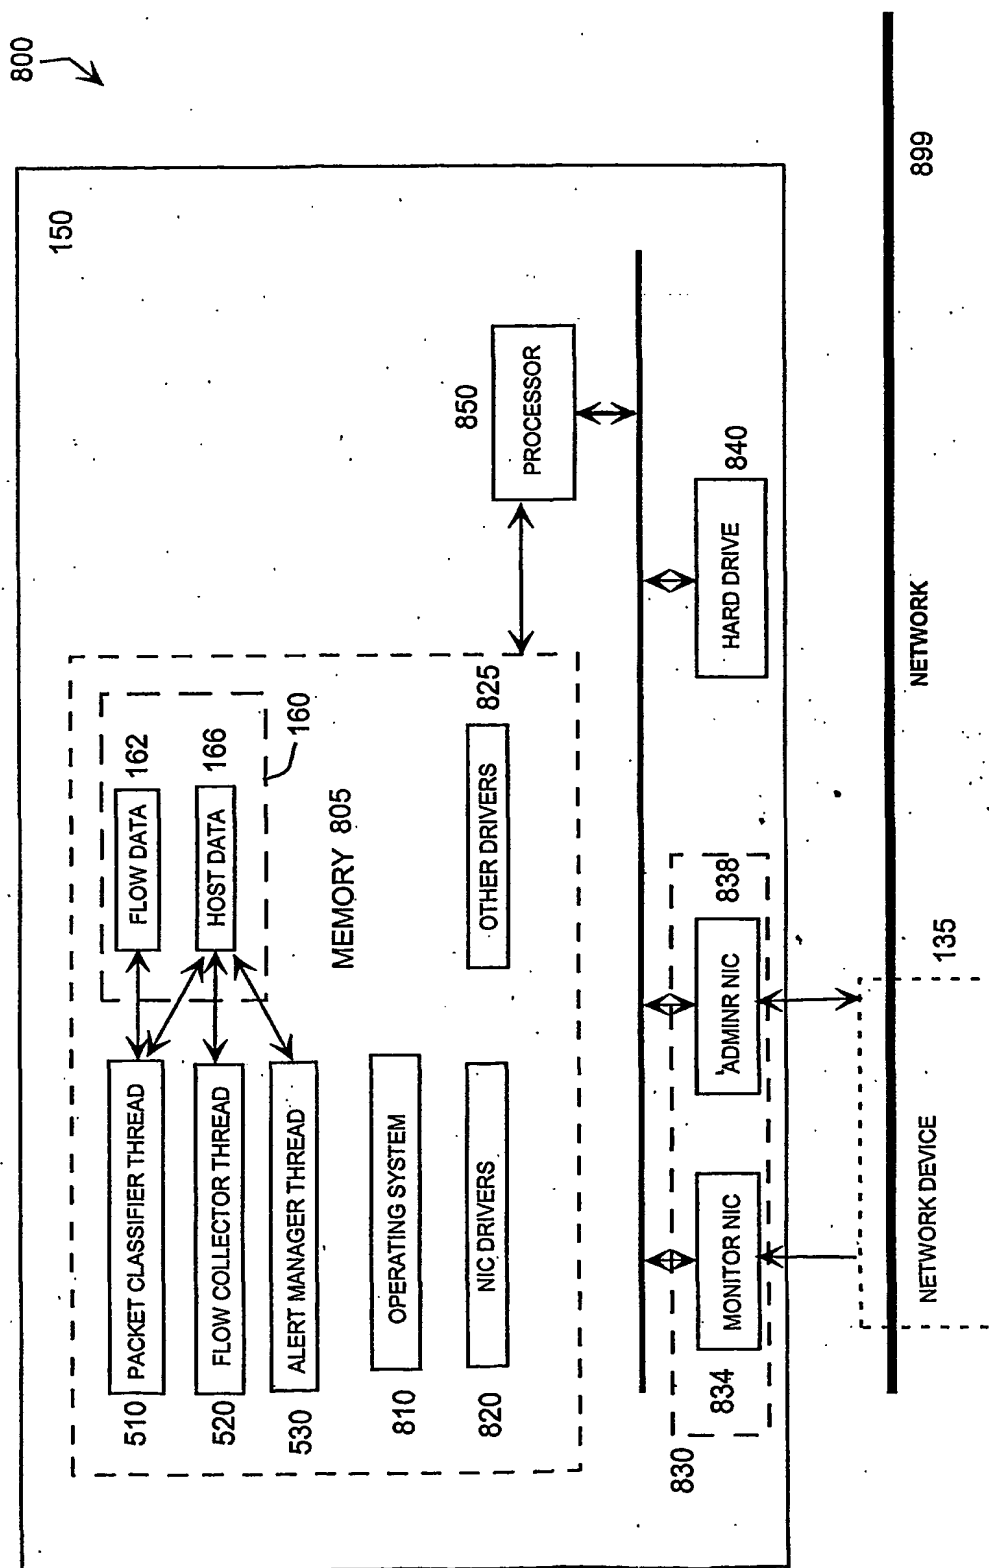 800
150
510
PACKET CLASSIFIER THREAD
FLOW DATA
162
520
FLOW COLLECTOR THREAD
HOST DATA
166
530
ALERT MANAGER THREAD
160
MEMORY 805
810
OPERATING SYSTEM
820
NIC DRIVERS
OTHER DRIVERS
825
850
PROCESSOR
830
834
MONITOR NIC
ADMINR NIC
838
HARD DRIVE
840
NETWORK DEVICE
135
NETWORK
899